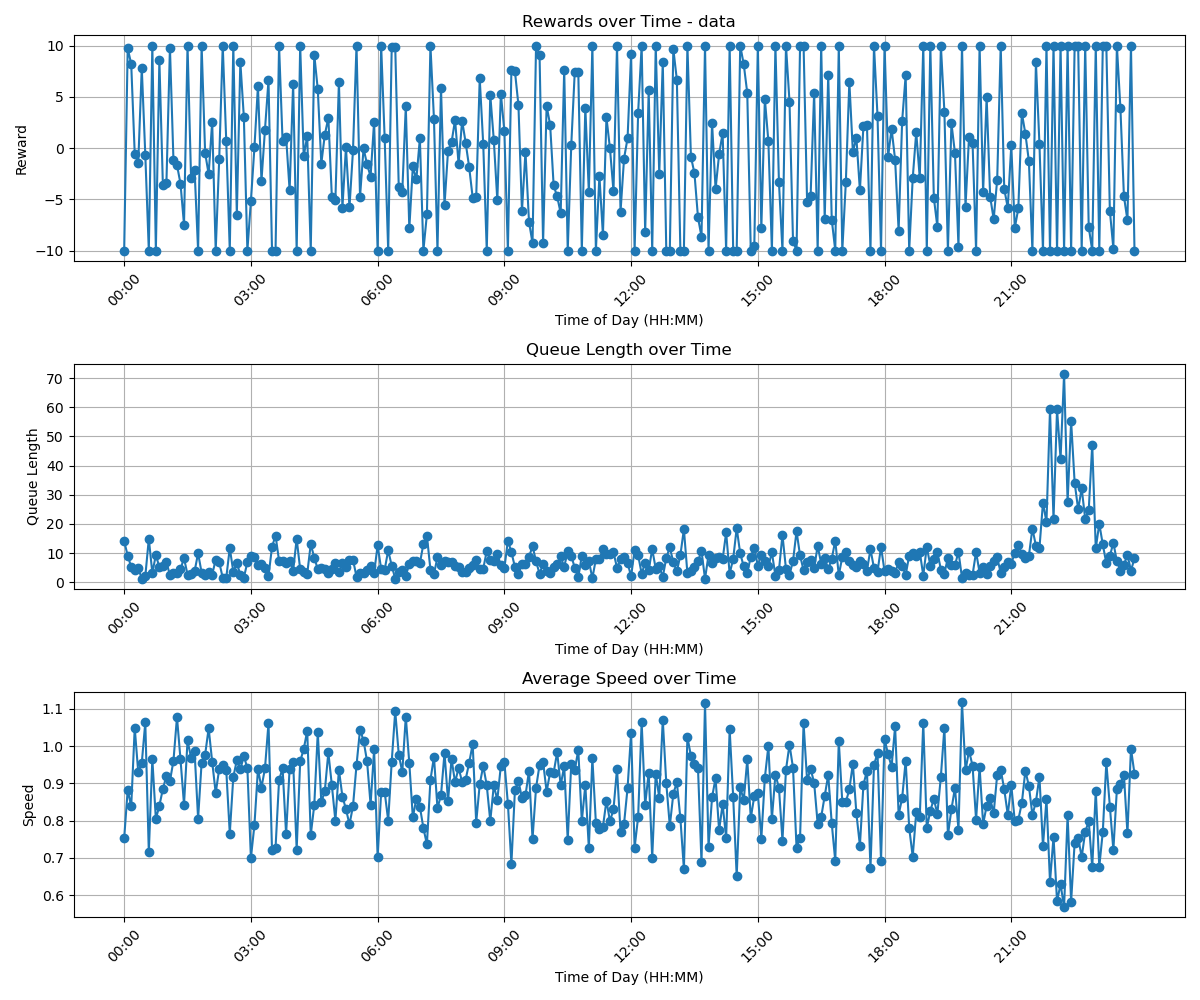 Rewards over Time - data
10
5
0
−5
−10
Reward
00:00 03:00 06:00 09:00 12:00 15:00 18:00 21:00
Time of Day (HH:MM)
Queue Length over Time
70
60
50
40
30
20
10
0
Queue Length
00:00 03:00 06:00 09:00 12:00 15:00 18:00 21:00
Time of Day (HH:MM)
Average Speed over Time
1.1
1.0
0.9
0.8
0.7
0.6
Speed
00:00 03:00 06:00 09:00 12:00 15:00 18:00 21:00
Time of Day (HH:MM)